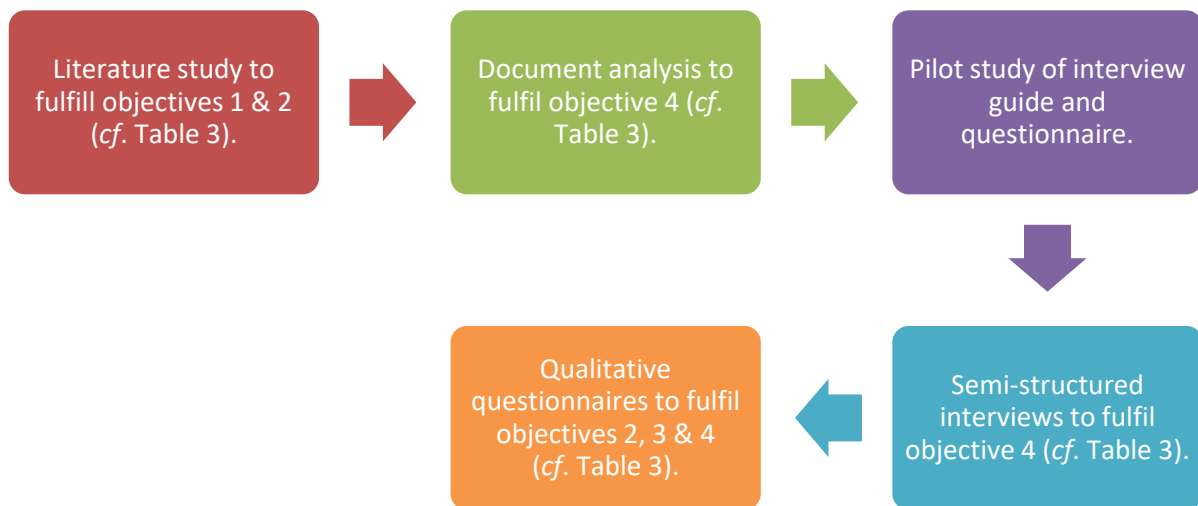 Literature study to
fulfill objectives 1 & 2
(cf. Table 3).
Document analysis to
fulfil objective 4 (cf.
Table 3).
Pilot study of interview
guide and
questionnaire.
Semi-structured
interviews to fulfil
objective 4 (cf. Table 3).
Qualitative
questionnaires to fulfil
objectives 2, 3 & 4
(cf. Table 3).